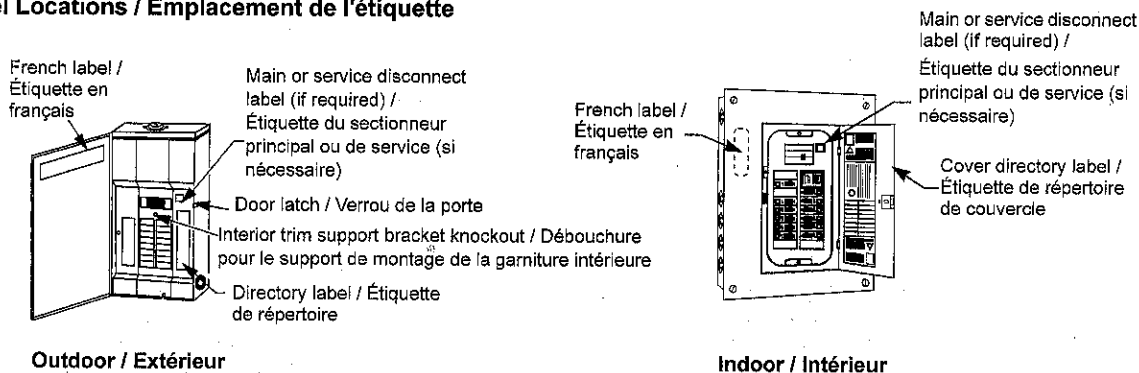 el Locations / Emplacement de l'étiquette
French label /
Étiquette en
français
Main or service disconnect
label (if required) /
Étiquette du sectionneur
principal ou de service (si
nécessaire)
Door latch / Verrou de la porte
Interior trim support bracket knockout / Débouchure
pour le support de montage de la garniture intérieure
Directory label / Étiquette
de répertoire
Outdoor / Extérieur
Main or service disconnect
label (if required) /
Étiquette du sectionneur
principal ou de service (si
nécessaire)
French label /
Étiquette en
français
Cover directory label /
Étiquette de répertoire
de couvercle
Indoor / Intérieur